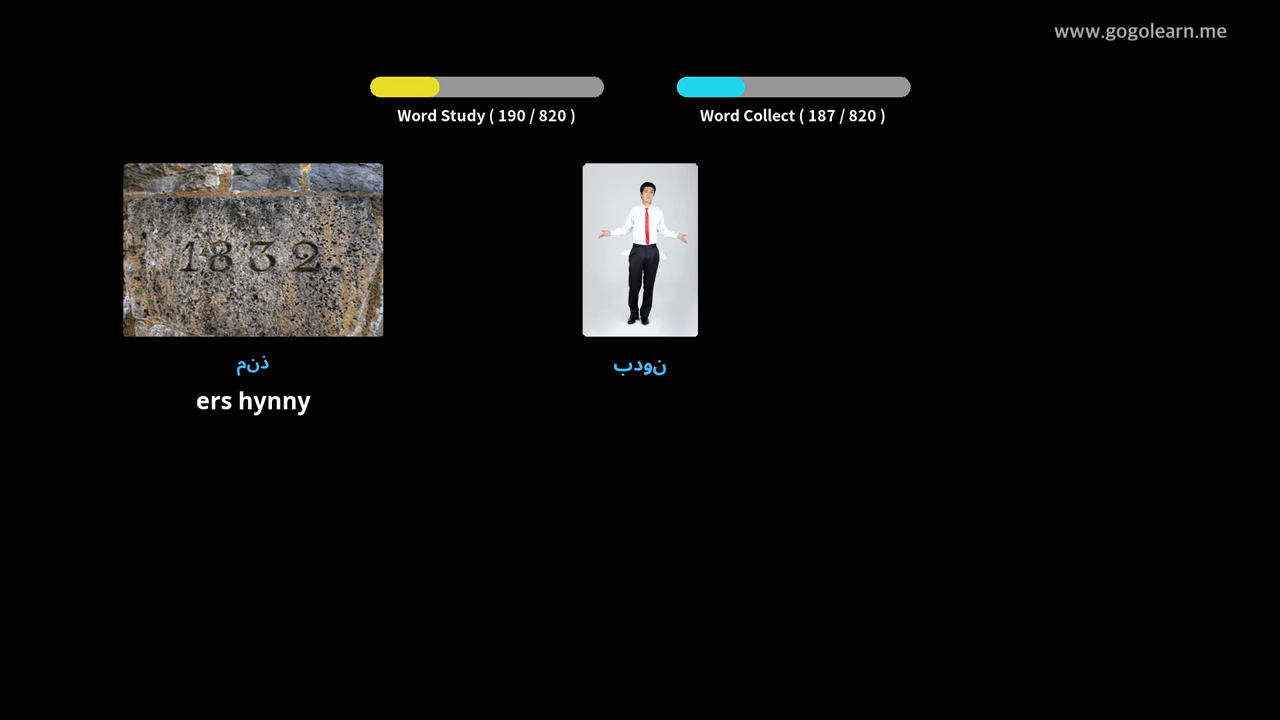 www.gogolearn.me
Word Study ( 190 / 820 )
Word Collect ( 187 / 820 )
1832.
منذ
ers hynny
بدون